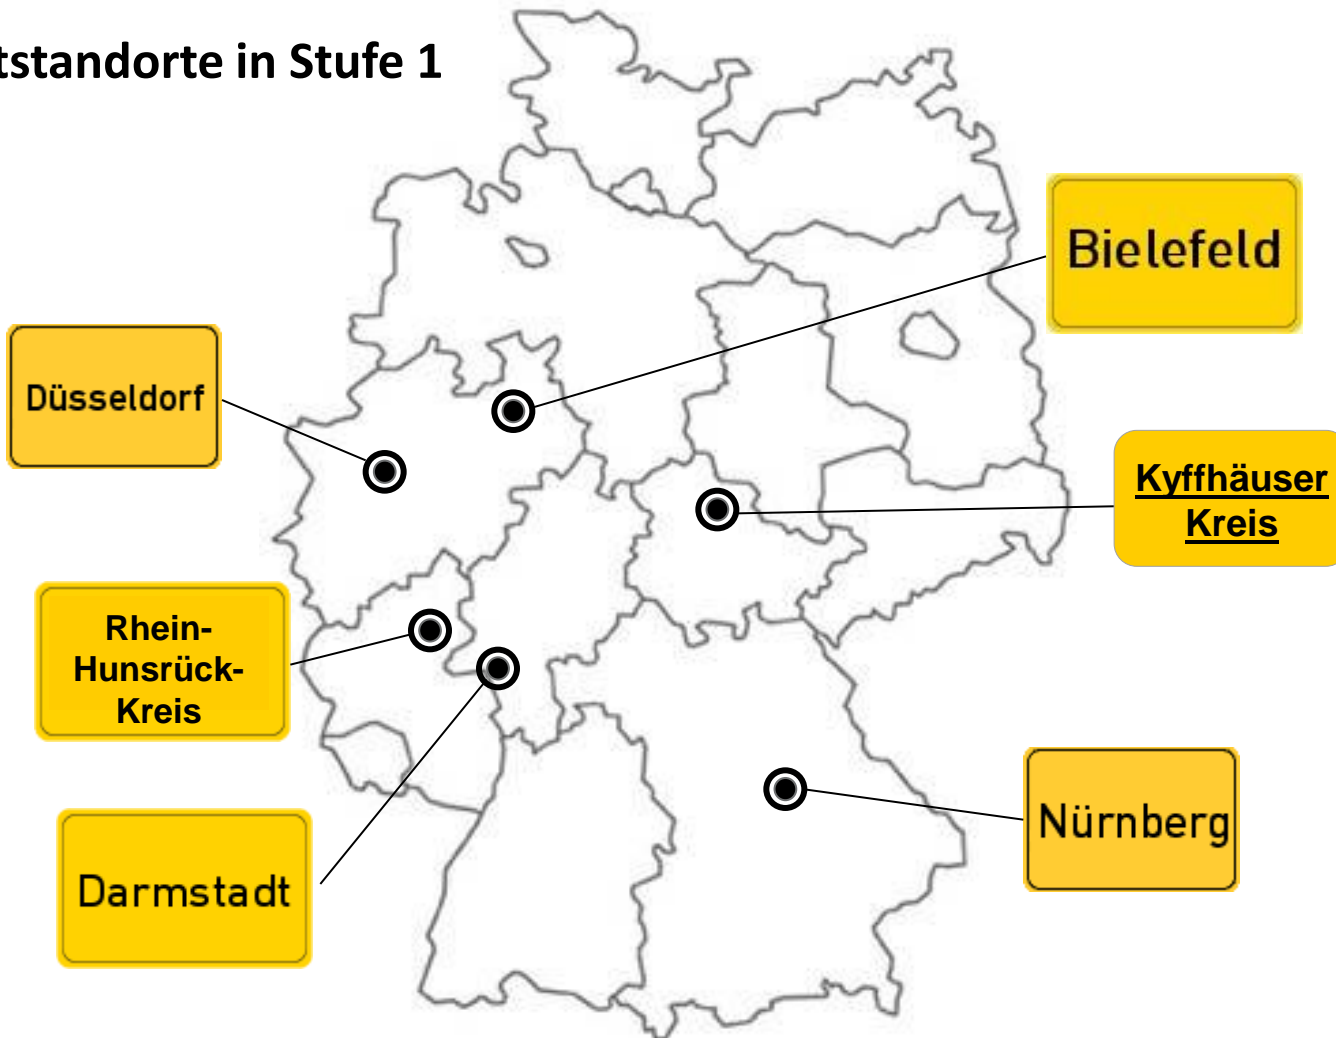 tstandorte in Stufe 1
Bielefeld
Düsseldorf
Kyffhäuser
Kreis
Rhein-
Hunsrück-
Kreis
Nürnberg
Darmstadt